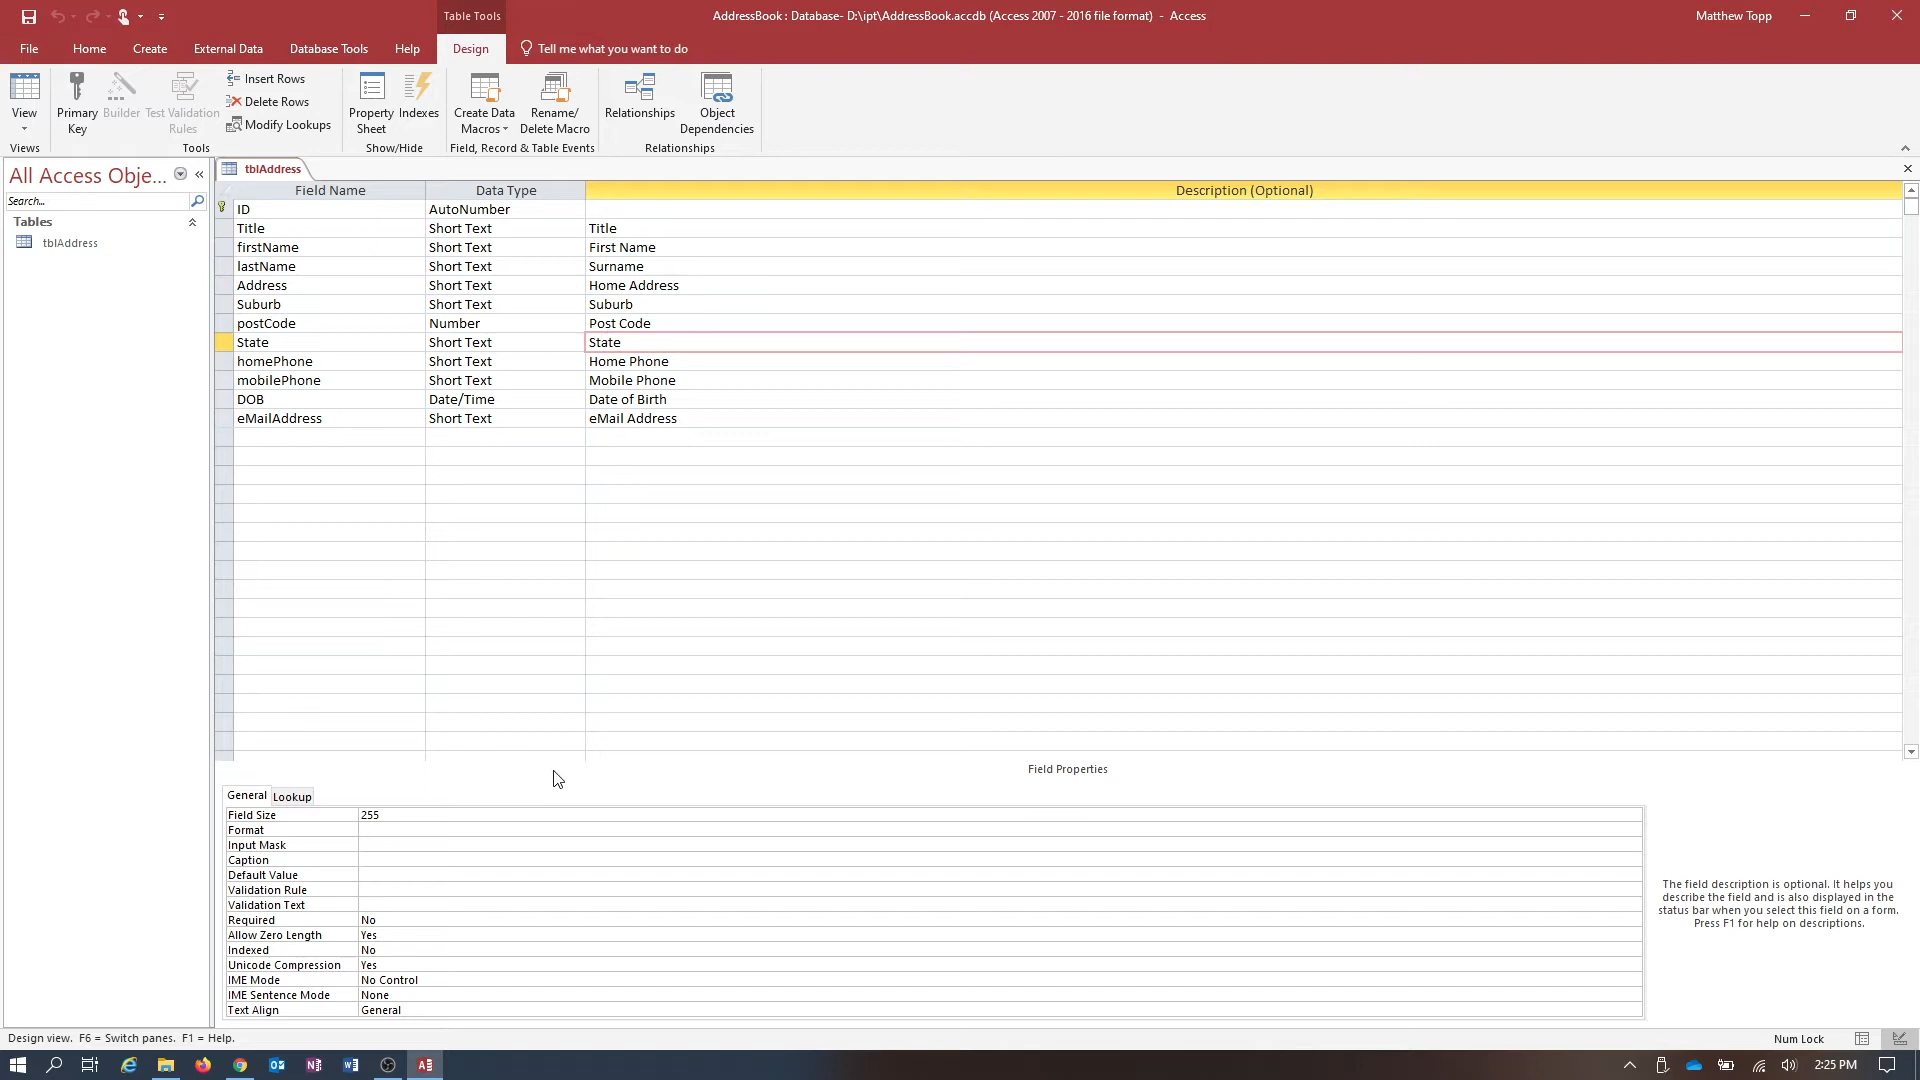 Table Tools
AddressBook : Database- D:\ipt\AddressBook.accdb (Access 2007 - 2016 file format)  -  Access
Matthew Topp
File
Home
Create
External Data
Database Tools
Help
Design
Tell me what you want to do
View
Primary Key
Builder
Test Validation Rules
Insert Rows
Delete Rows
Modify Lookups
Property Sheet
Indexes
Create Data Macros
Rename/ Delete Macro
Relationships
Object Dependencies
Views
Tools
Show/Hide
Field, Record & Table Events
Relationships
All Access Obje...
Search...
Tables
tblAddress
tblAddress
Field Name Data Type Description (Optional)
ID AutoNumber
Title Short Text Title
firstName Short Text First Name
lastName Short Text Surname
Address Short Text Home Address
Suburb Short Text Suburb
postCode Number Post Code
State Short Text State
homePhone Short Text Home Phone
mobilePhone Short Text Mobile Phone
DOB Date/Time Date of Birth
eMailAddress Short Text eMail Address
Field Properties
General Lookup
Field Size 255
Format
Input Mask
Caption
Default Value
Validation Rule
Validation Text
Required No
Allow Zero Length Yes
Indexed No
Unicode Compression Yes
IME Mode No Control
IME Sentence Mode None
Text Align General
The field description is optional. It helps you
describe the field and is also displayed in the
status bar when you select this field on a form.
Press F1 for help on descriptions.
Design view.  F6 = Switch panes.  F1 = Help.
Num Lock
2:25 PM